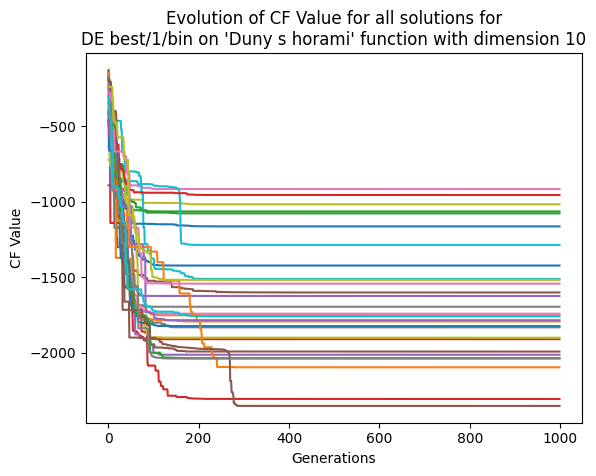 Evolution of CF Value for all solutions for
DE best/1/bin on 'Duny s horami' function with dimension 10
CF Value
−500
−1000
−1500
−2000
0
200
400
600
800
1000
Generations